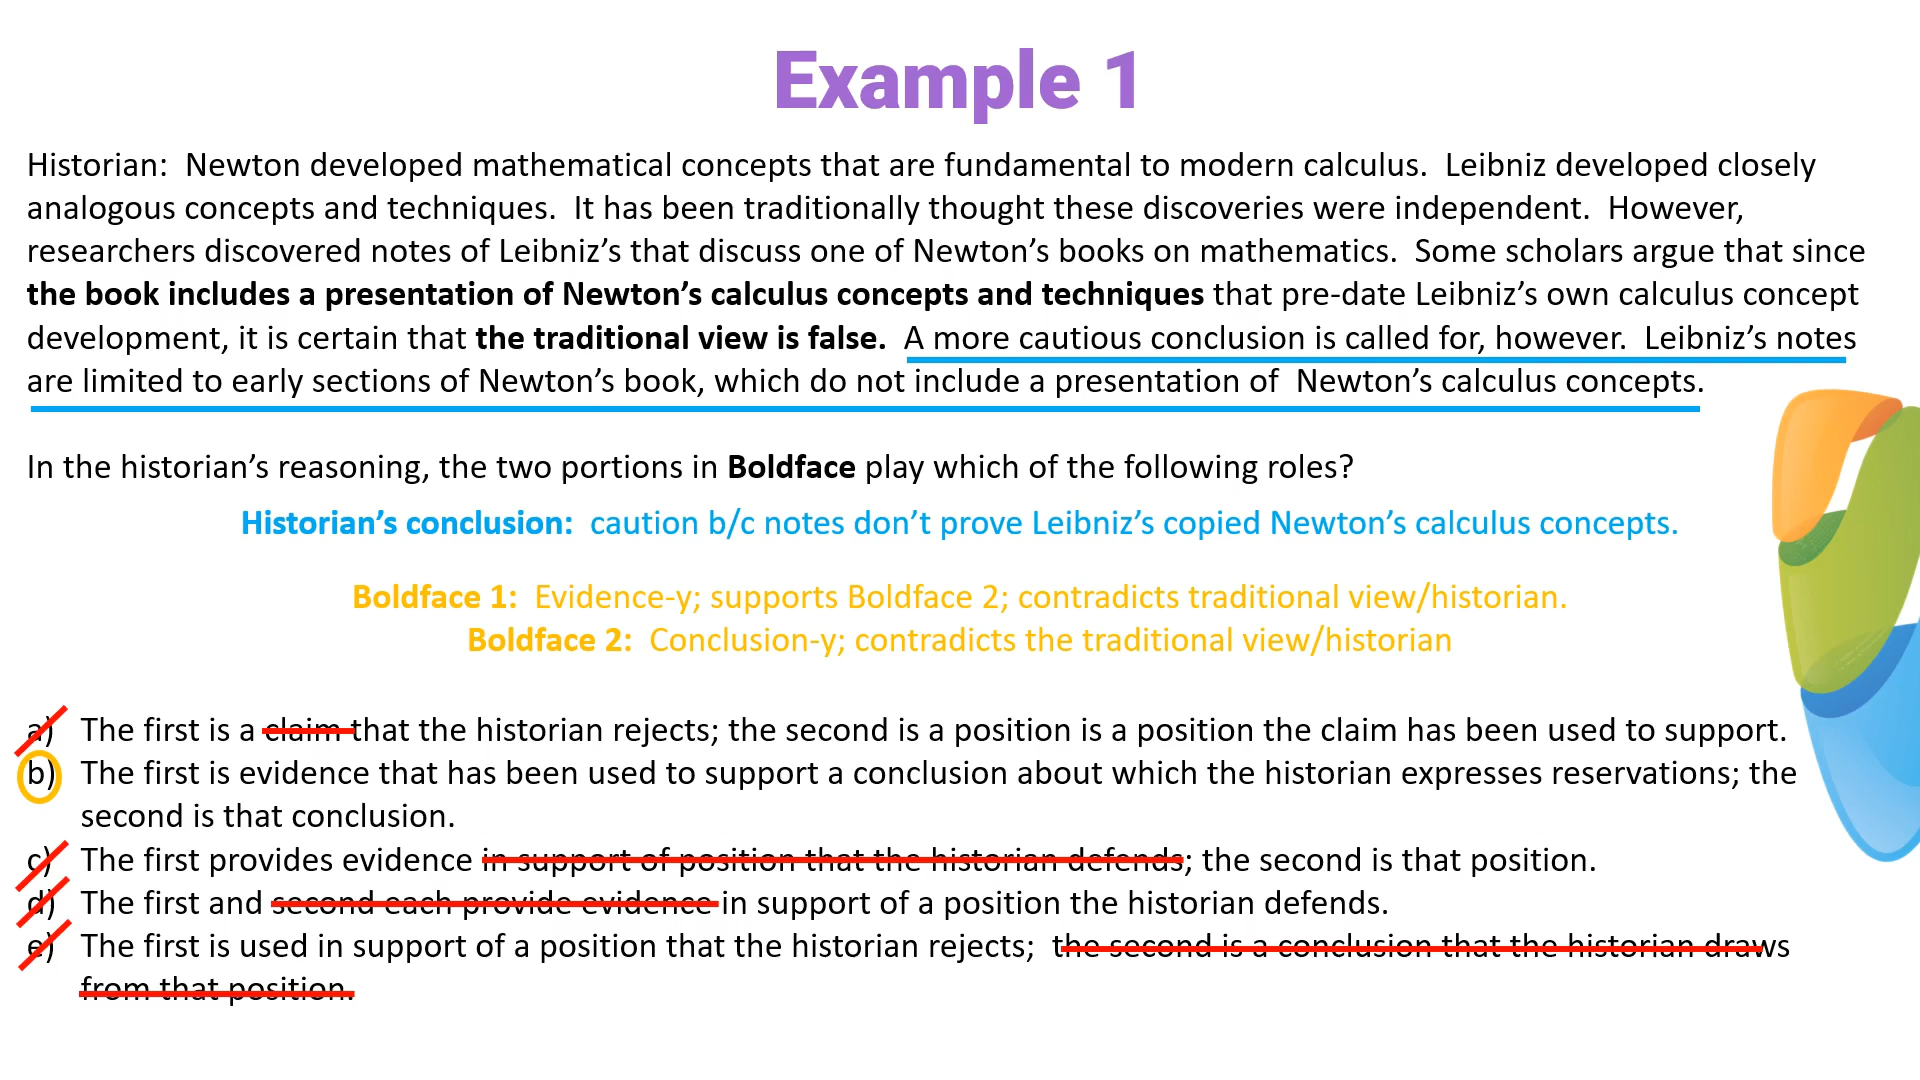 Example 1
Historian:  Newton developed mathematical concepts that are fundamental to modern calculus.  Leibniz developed closely
analogous concepts and techniques.  It has been traditionally thought these discoveries were independent.  However,
researchers discovered notes of Leibniz’s that discuss one of Newton’s books on mathematics.  Some scholars argue that since
the book includes a presentation of Newton’s calculus concepts and techniques that pre-date Leibniz’s own calculus concept
development, it is certain that the traditional view is false.  A more cautious conclusion is called for, however.  Leibniz’s notes
are limited to early sections of Newton’s book, which do not include a presentation of  Newton’s calculus concepts.
In the historian’s reasoning, the two portions in Boldface play which of the following roles?
Historian’s conclusion:  caution b/c notes don’t prove Leibniz’s copied Newton’s calculus concepts.
Boldface 1:  Evidence-y; supports Boldface 2; contradicts traditional view/historian.
Boldface 2:  Conclusion-y; contradicts the traditional view/historian
a) The first is a claim that the historian rejects; the second is a position is a position the claim has been used to support.
b) The first is evidence that has been used to support a conclusion about which the historian expresses reservations; the
second is that conclusion.
c) The first provides evidence in support of position that the historian defends; the second is that position.
d) The first and second each provide evidence in support of a position the historian defends.
e) The first is used in support of a position that the historian rejects;  the second is a conclusion that the historian draws
from that position.